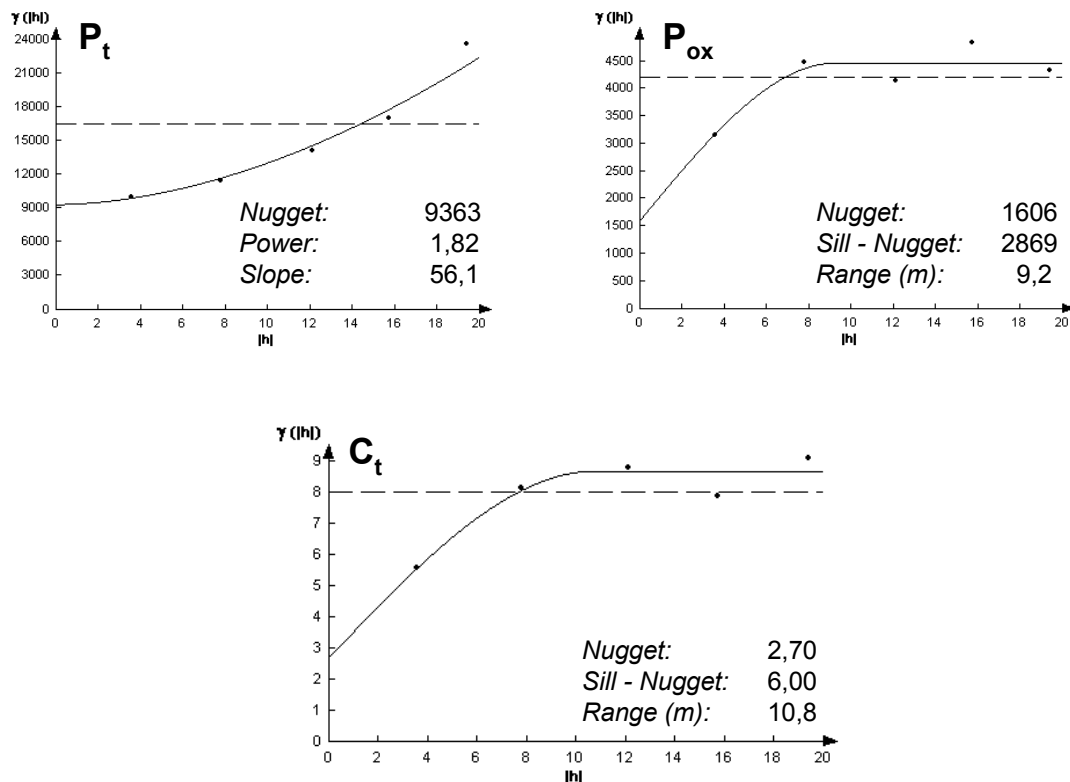 γ (|h|)
P_t
24000
21000
18000
15000
12000
9000
6000
3000
0
0 2 4 6 8 10 12 14 16 18 20
|h|
Nugget: 9363
Power: 1,82
Slope: 56,1
γ (|h|)
P_ox
4500
4000
3500
3000
2500
2000
1500
1000
500
0
0 2 4 6 8 10 12 14 16 18 20
|h|
Nugget: 1606
Sill - Nugget: 2869
Range (m): 9,2
γ (|h|)
C_t
9
8
7
6
5
4
3
2
1
0
0 2 4 6 8 10 12 14 16 18 20
|h|
Nugget: 2,70
Sill - Nugget: 6,00
Range (m): 10,8